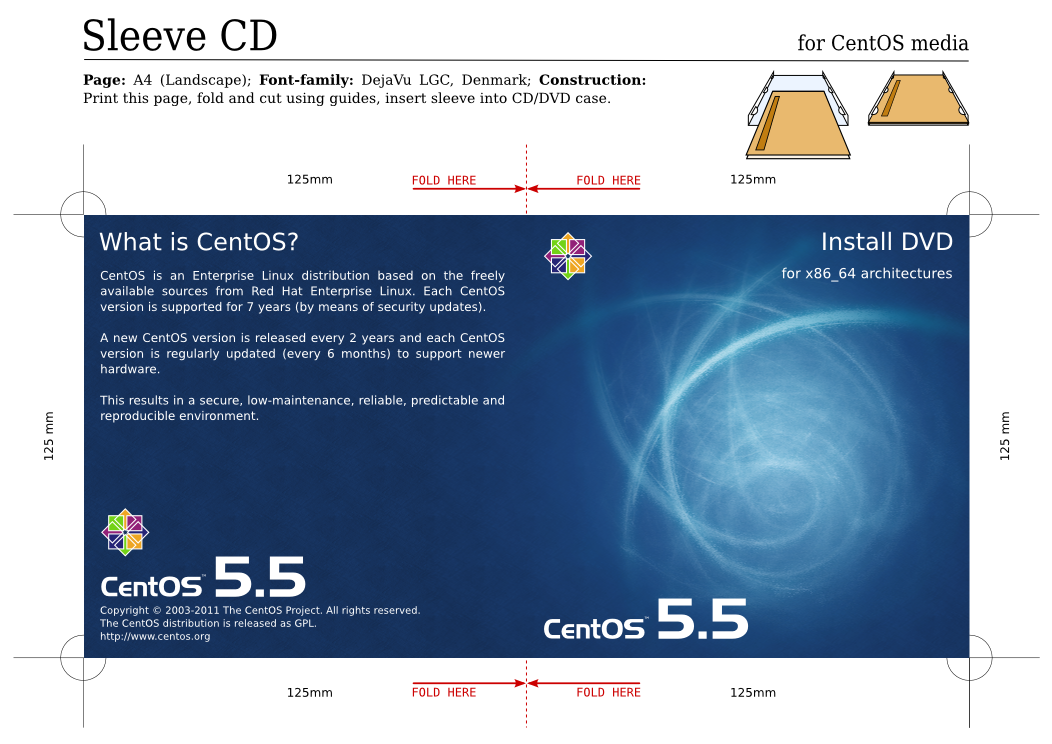 Sleeve CD
for CentOS media
Page: A4 (Landscape); Font-family: DejaVu LGC, Denmark; Construction:
Print this page, fold and cut using guides, insert sleeve into CD/DVD case.
125mm
FOLD HERE
FOLD HERE
125mm
What is CentOS?
CentOS is an Enterprise Linux distribution based on the freely
available sources from Red Hat Enterprise Linux. Each CentOS
version is supported for 7 years (by means of security updates).
A new CentOS version is released every 2 years and each CentOS
version is regularly updated (every 6 months) to support newer
hardware.
This results in a secure, low-maintenance, reliable, predictable and
reproducible environment.
CentOS™ 5.5
Copyright © 2003-2011 The CentOS Project. All rights reserved.
The CentOS distribution is released as GPL.
http://www.centos.org
Install DVD
for x86_64 architectures
CentOS™ 5.5
125 mm
125 mm
125mm
FOLD HERE
FOLD HERE
125mm